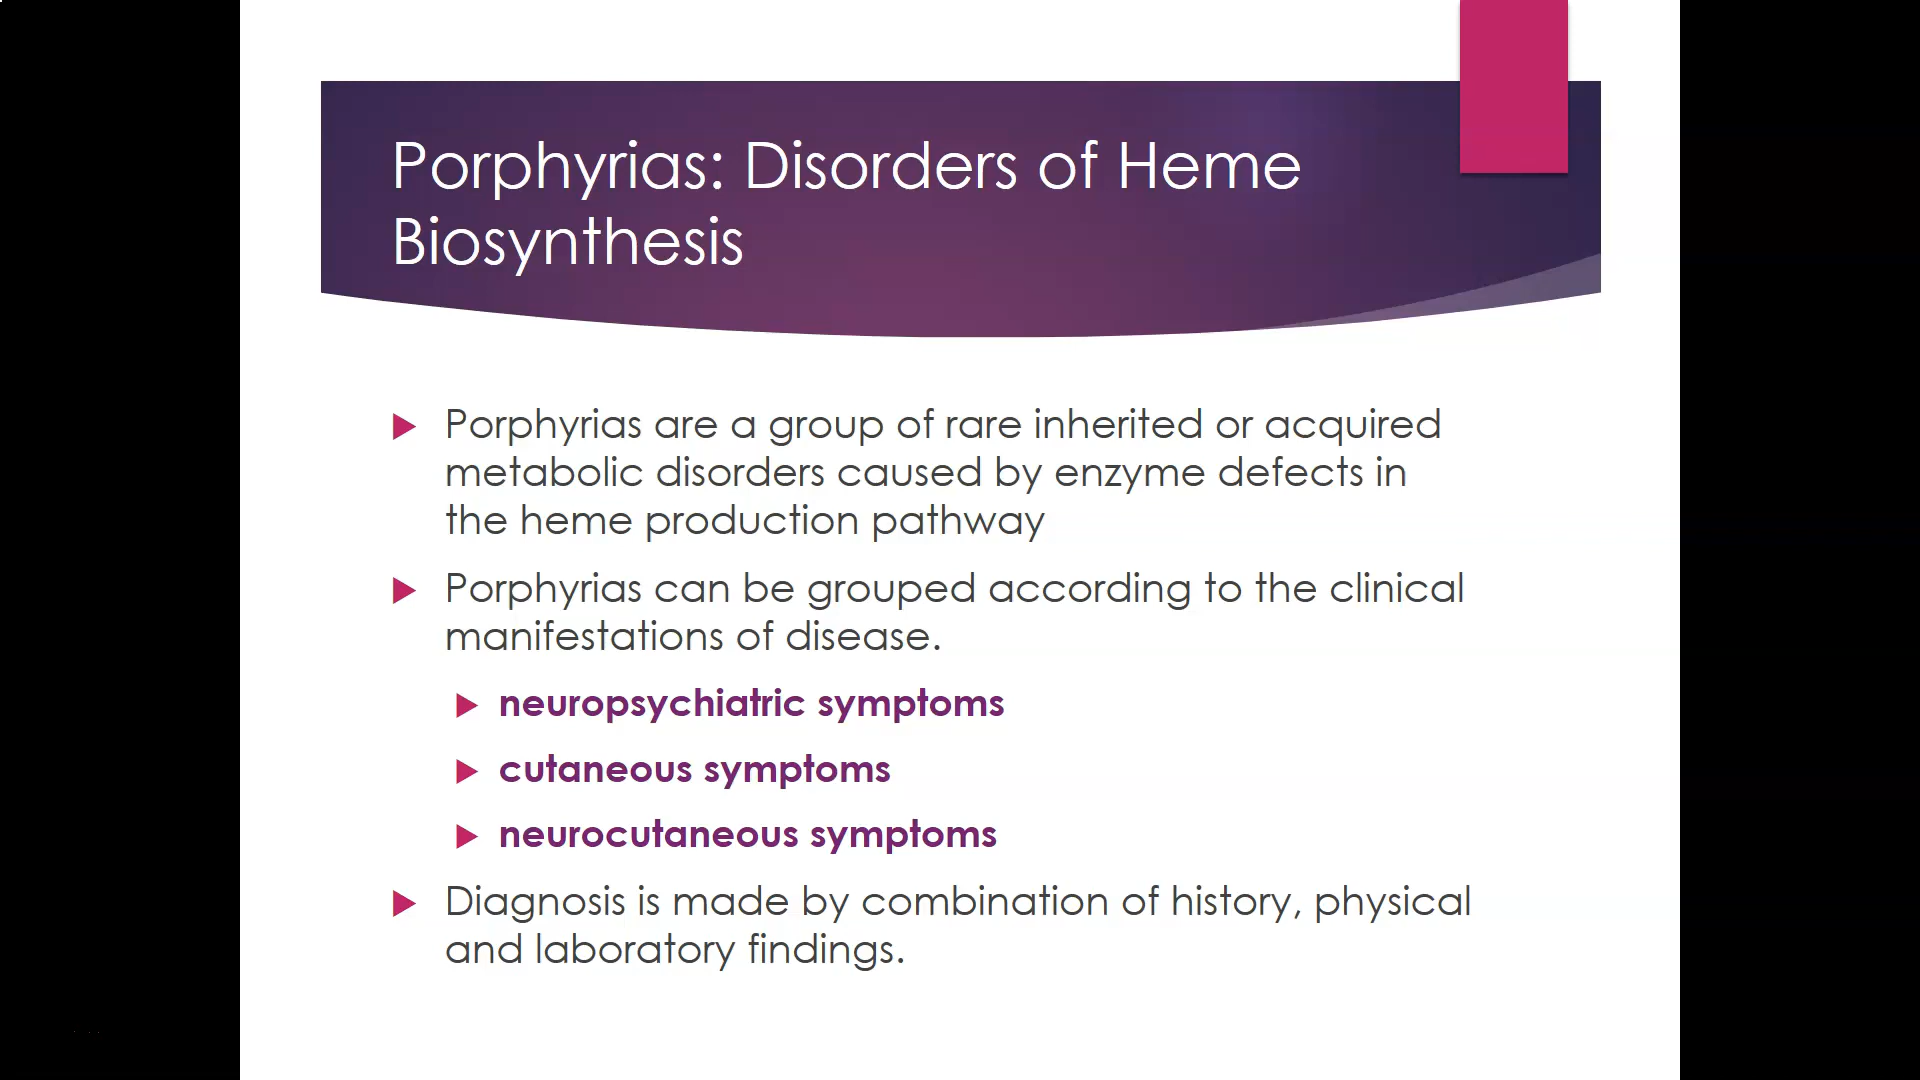 Porphyrias: Disorders of Heme
Biosynthesis
Porphyrias are a group of rare inherited or acquired
metabolic disorders caused by enzyme defects in
the heme production pathway
Porphyrias can be grouped according to the clinical
manifestations of disease.
neuropsychiatric symptoms
cutaneous symptoms
neurocutaneous symptoms
Diagnosis is made by combination of history, physical
and laboratory findings.